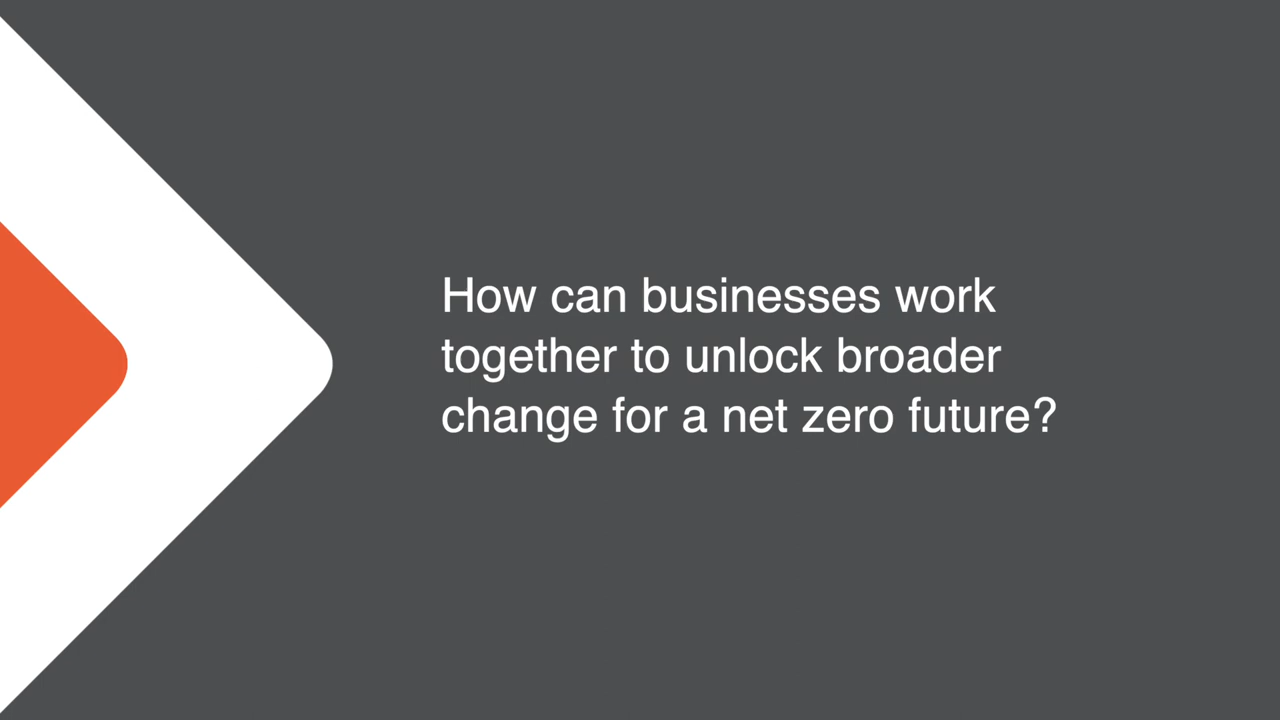 How can businesses work
together to unlock broader
change for a net zero future?